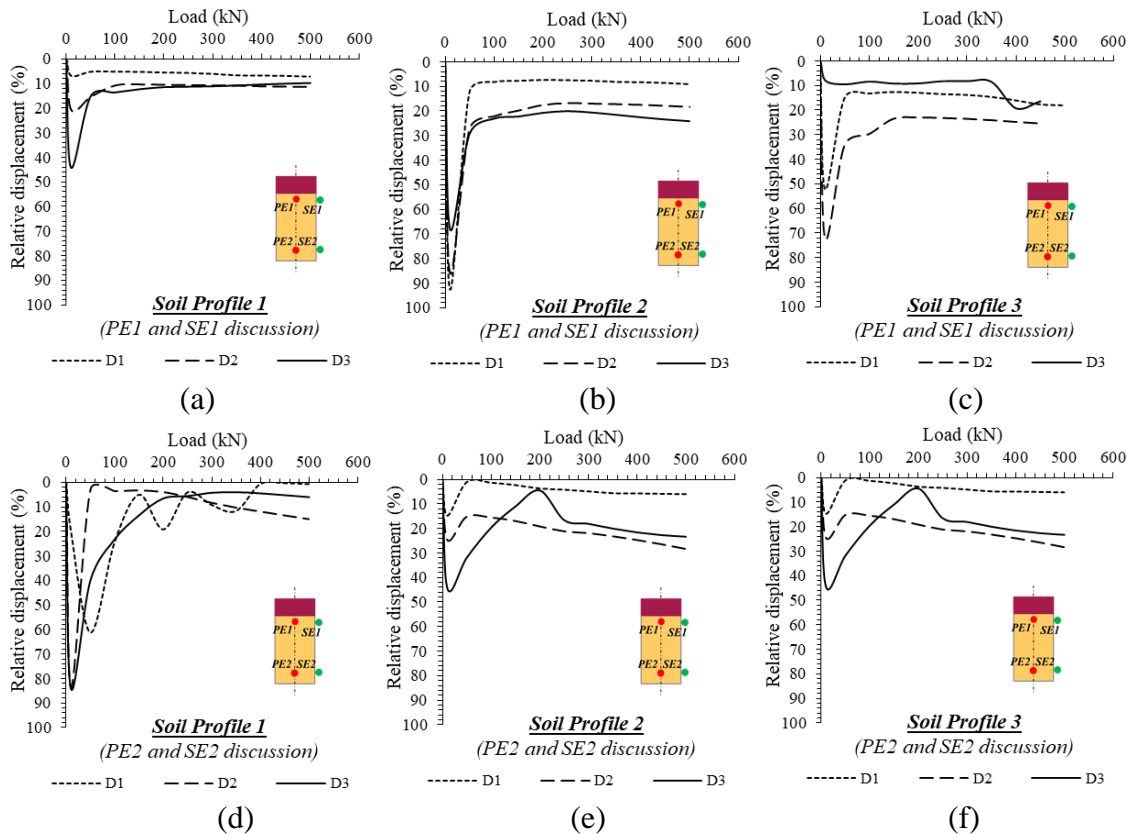 Load (kN)
0 100 200 300 400 500 600
Relative displacement (%)
0
10
20
30
40
50
60
70
80
90
100
PE1 SE1
PE2 SE2
Soil Profile 1
(PE1 and SE1 discussion)
D1 D2 D3
(a)
Load (kN)
0 100 200 300 400 500 600
Relative displacement (%)
0
10
20
30
40
50
60
70
80
90
100
PE1 SE1
PE2 SE2
Soil Profile 2
(PE1 and SE1 discussion)
D1 D2 D3
(b)
Load (kN)
0 100 200 300 400 500 600
Relative displacement (%)
0
10
20
30
40
50
60
70
80
90
100
PE1 SE1
PE2 SE2
Soil Profile 3
(PE1 and SE1 discussion)
D1 D2 D3
(c)
Load (kN)
0 100 200 300 400 500 600
Relative displacement (%)
0
10
20
30
40
50
60
70
80
90
100
PE1 SE1
PE2 SE2
Soil Profile 1
(PE2 and SE2 discussion)
D1 D2 D3
(d)
Load (kN)
0 100 200 300 400 500 600
Relative displacement (%)
0
10
20
30
40
50
60
70
80
90
100
PE1 SE1
PE2 SE2
Soil Profile 2
(PE2 and SE2 discussion)
D1 D2 D3
(e)
Load (kN)
0 100 200 300 400 500 600
Relative displacement (%)
0
10
20
30
40
50
60
70
80
90
100
PE1 SE1
PE2 SE2
Soil Profile 3
(PE2 and SE2 discussion)
D1 D2 D3
(f)